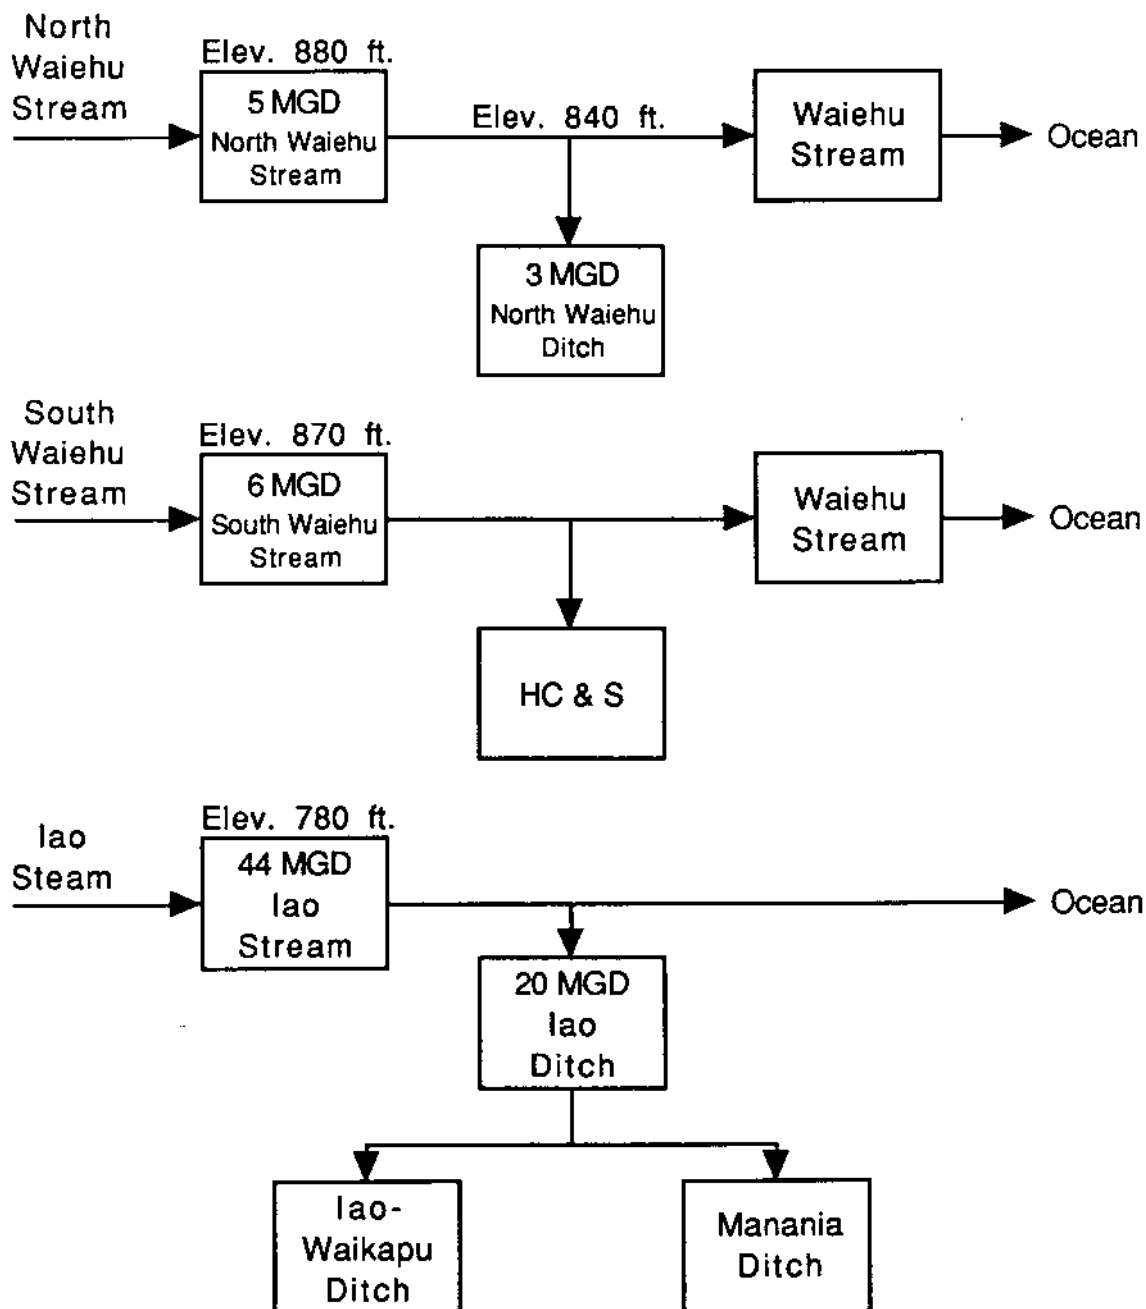 North
Waiehu
Stream
Elev. 880 ft.
5 MGD
North Waiehu
Stream
Elev. 840 ft.
Waiehu
Stream
Ocean
3 MGD
North Waiehu
Ditch
South
Waiehu
Stream
Elev. 870 ft.
6 MGD
South Waiehu
Stream
Waiehu
Stream
Ocean
HC & S
Iao
Steam
Elev. 780 ft.
44 MGD
Iao
Stream
Ocean
20 MGD
Iao
Ditch
Iao-
Waikapu
Ditch
Manania
Ditch